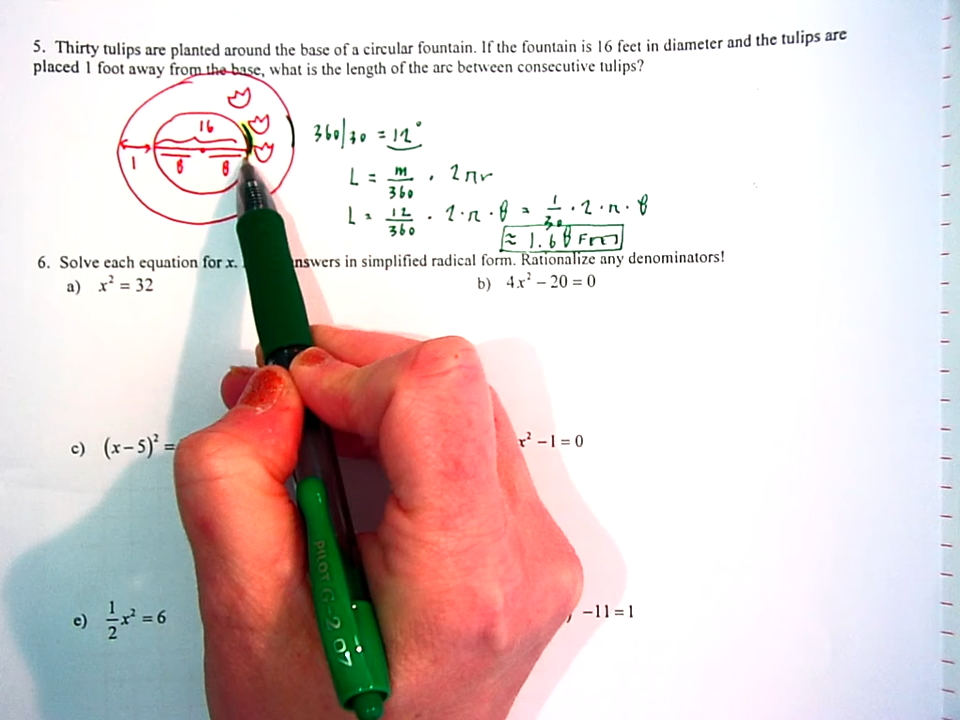 5. Thirty tulips are planted around the base of a circular fountain. If the fountain is 16 feet in diameter and the tulips are
placed 1 foot away from the base, what is the length of the arc between consecutive tulips?
16
1
8
8
360/30 = 12°
L = m/360 · 2πr
L = 12/360 · 2·π·8 = 1/30 · 2·π·8
≈ 1.68 FEET
6. Solve each equation for x. nswers in simplified radical form. Rationalize any denominators!
a) x² = 32
b) 4x² − 20 = 0
c) (x − 5)² =
x² − 1 = 0
e) 1/2 x² = 6
− 11 = 1
PILOT G-2 07